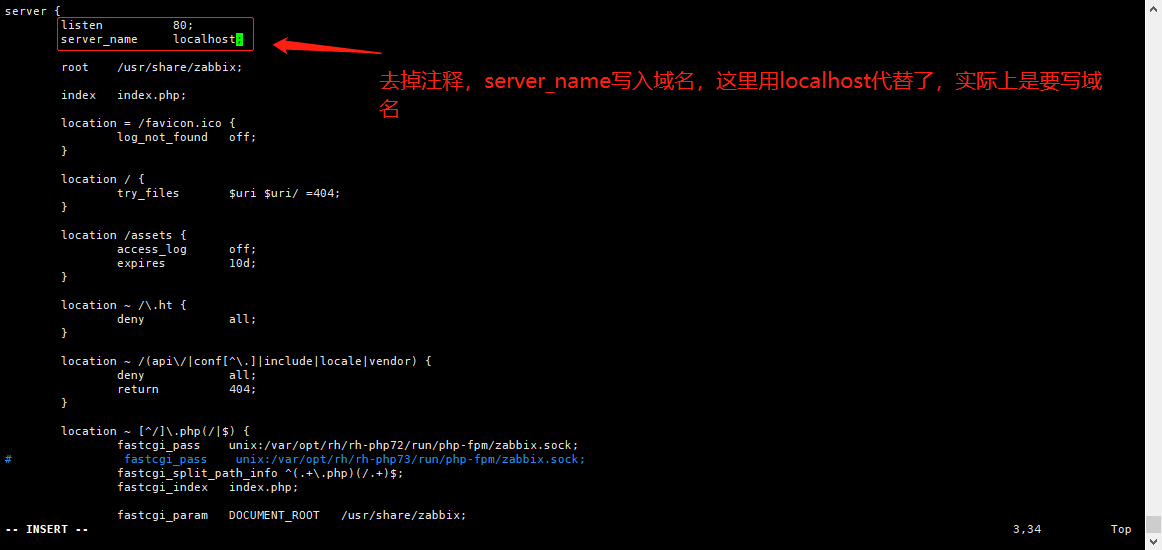 server {
listen 80;
server_name localhost;
root /usr/share/zabbix;
去掉注释，server_name写入域名，这里用localhost代替了，实际上是要写域
名
index index.php;
location = /favicon.ico {
log_not_found off;
}
location / {
try_files $uri $uri/ =404;
}
location /assets {
access_log off;
expires 10d;
}
location ~ /\.ht {
deny all;
}
location ~ /(api\/|conf[^\.]|include|locale|vendor) {
deny all;
return 404;
}
location ~ [^/]\.php(/|$) {
fastcgi_pass unix:/var/opt/rh/rh-php72/run/php-fpm/zabbix.sock;
# fastcgi_pass unix:/var/opt/rh/rh-php73/run/php-fpm/zabbix.sock;
fastcgi_split_path_info ^(.+\.php)(/.+)$;
fastcgi_index index.php;
fastcgi_param DOCUMENT_ROOT /usr/share/zabbix;
-- INSERT -- 3,34 Top